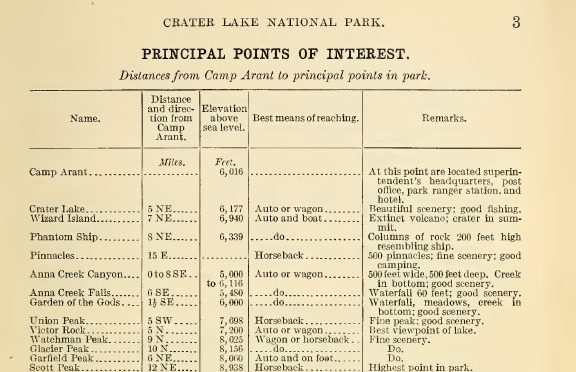 CRATER LAKE NATIONAL PARK. 3
PRINCIPAL POINTS OF INTEREST.
Distances from Camp Arant to principal points in park.
Name. Distance and direction from Camp Arant. Elevation above sea level. Best means of reaching. Remarks.
Miles. Feet.
Camp Arant.......... 6,016 At this point are located superin-
tendent's headquarters, post
office, park ranger station, and
hotel.
Crater Lake.......... 5 NE..... 6,177 Auto or wagon....... Beautiful scenery; good fishing.
Wizard Island.......... 7 NE..... 6,940 Auto and boat....... Extinct volcano; crater in sum-
mit.
Phantom Ship.......... 8 NE..... 6,339 .....do.......... Columns of rock 200 feet high
resembling ship.
Pinnacles.......... 15 E..... Horseback.......... 500 pinnacles; fine scenery; good
camping.
Anna Creek Canyon.... 0 to 8 SE.. 5,000 Auto or wagon....... 500 feet wide, 500 feet deep. Creek
to 6,116 in bottom; good scenery.
Anna Creek Falls....... 6 SE..... 5,480 .....do.......... Waterfall 60 feet; good scenery.
Garden of the Gods..... 1½ SE.... 6,000 .....do.......... Waterfall, meadows, creek in
bottom; good scenery.
Union Peak.......... 5 SW..... 7,698 Horseback.......... Fine peak; good scenery.
Victor Rock.......... 5 N..... 7,200 Auto or wagon....... Best viewpoint of lake.
Watchman Peak....... 9 N..... 8,025 Wagon or horseback... Fine scenery.
Glacier Peak.......... 10 N..... 8,156 .....do.......... Do.
Garfield Peak.......... 6 NE..... 8,060 Auto and on foot..... Do.
Scott Peak.......... 12 NE.... 8,938 Horseback.......... Highest point in park.